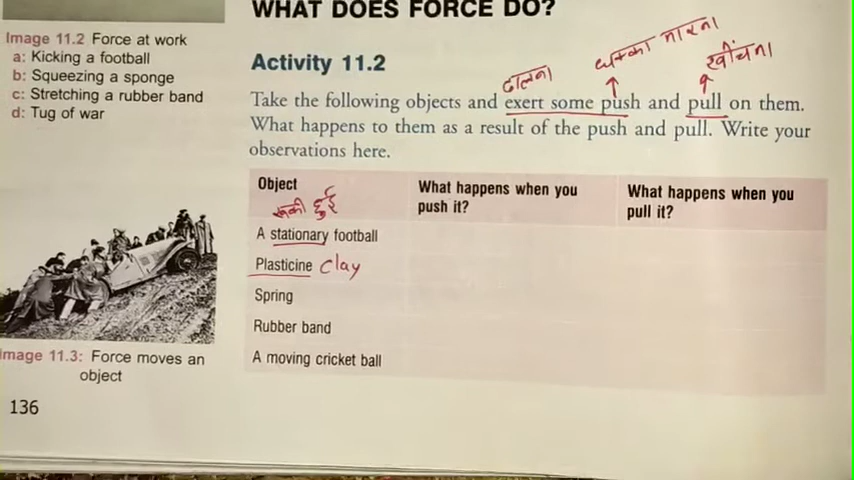 WHAT DOES FORCE DO?
Image 11.2 Force at work
a: Kicking a football
b: Squeezing a sponge
c: Stretching a rubber band
d: Tug of war
Activity 11.2
धक्का मारना
खींचना
Take the following objects and exert some push and pull on them.
What happens to them as a result of the push and pull. Write your
observations here.
Object What happens when you push it? What happens when you pull it?
रुकी हुई
A stationary football
Plasticine clay
Spring
Rubber band
A moving cricket ball
Image 11.3: Force moves an
object
136